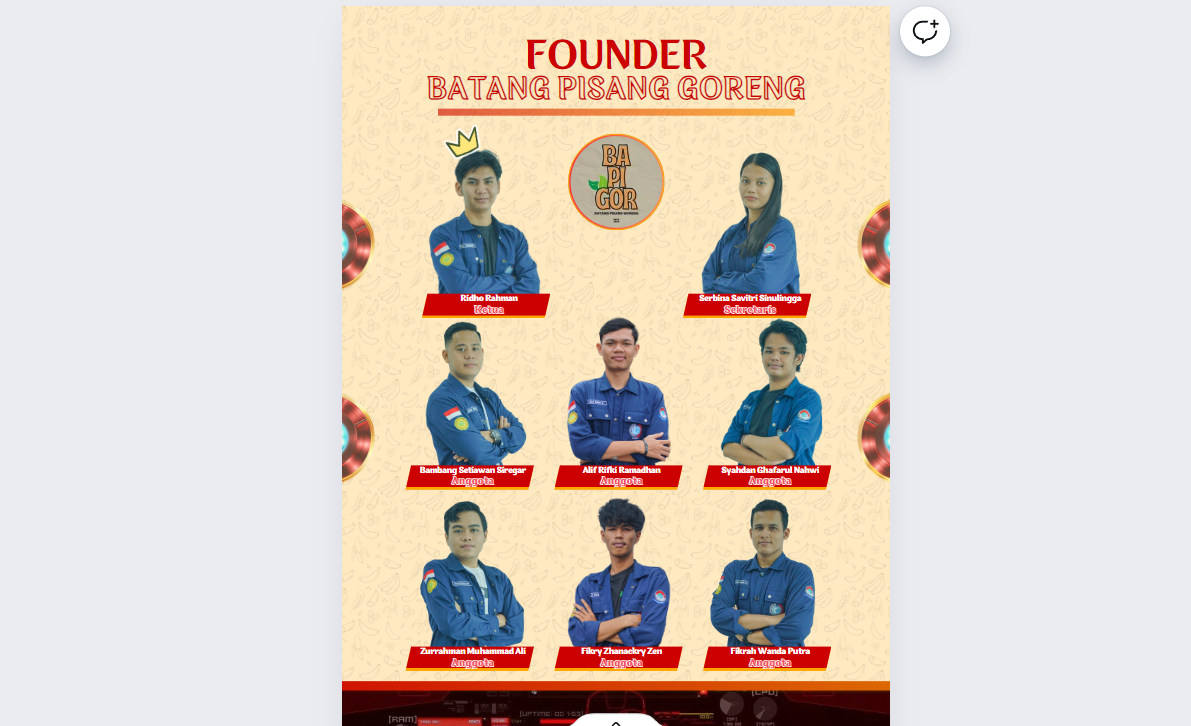 FOUNDER
BATANG PISANG GORENG
BA
PI
GOR
BATANG PISANG GORENG
Ridho Rahman
Ketua
Serbina Savitri Sinulingga
Sekretaris
Bambang Setiawan Siregar
Anggota
Alif Rifki Ramadhan
Anggota
Syahdan Ghafarul Nahwi
Anggota
Zurrahman Muhammad Ali
Anggota
Fikry Zhanackry Zen
Anggota
Fikrah Wanda Putra
Anggota
[RAM]
[CPU]